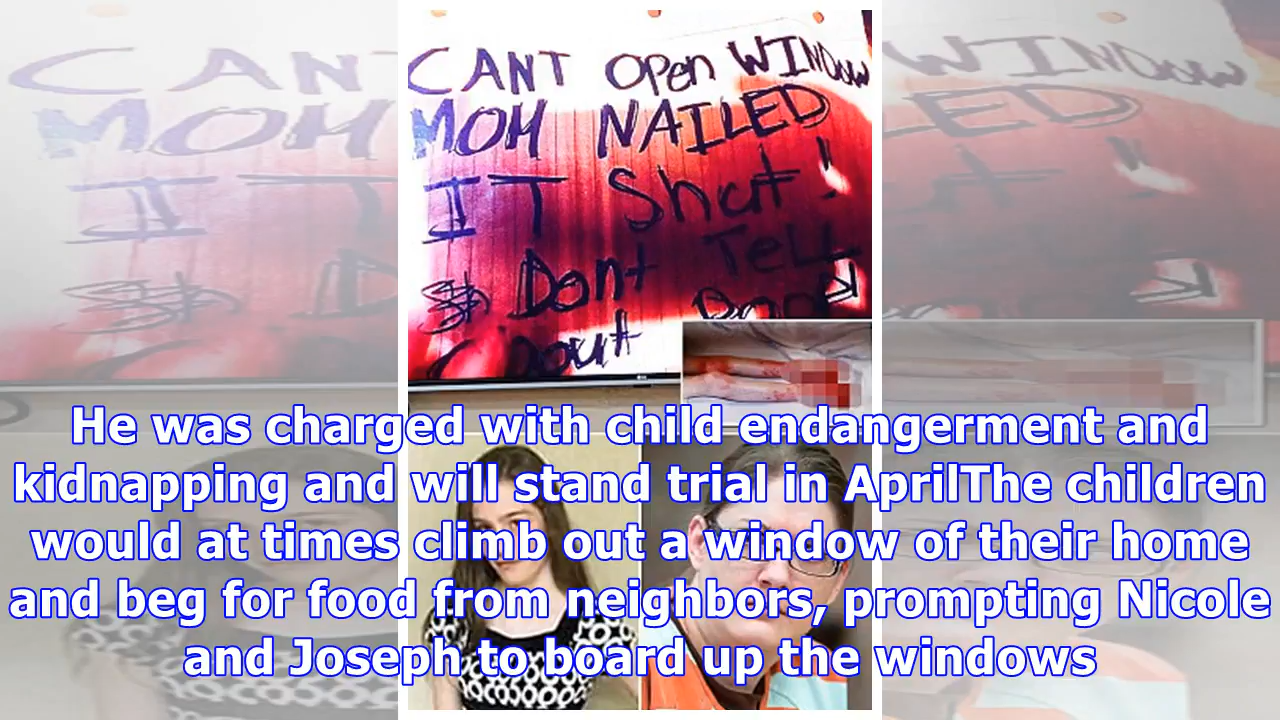 CANT OPen WINDOW
MOM NAILED
IT Shut!
Dont TeLL
about
He was charged with child endangerment and
kidnapping and will stand trial in AprilThe children
would at times climb out a window of their home
and beg for food from neighbors, prompting Nicole
and Joseph to board up the windows